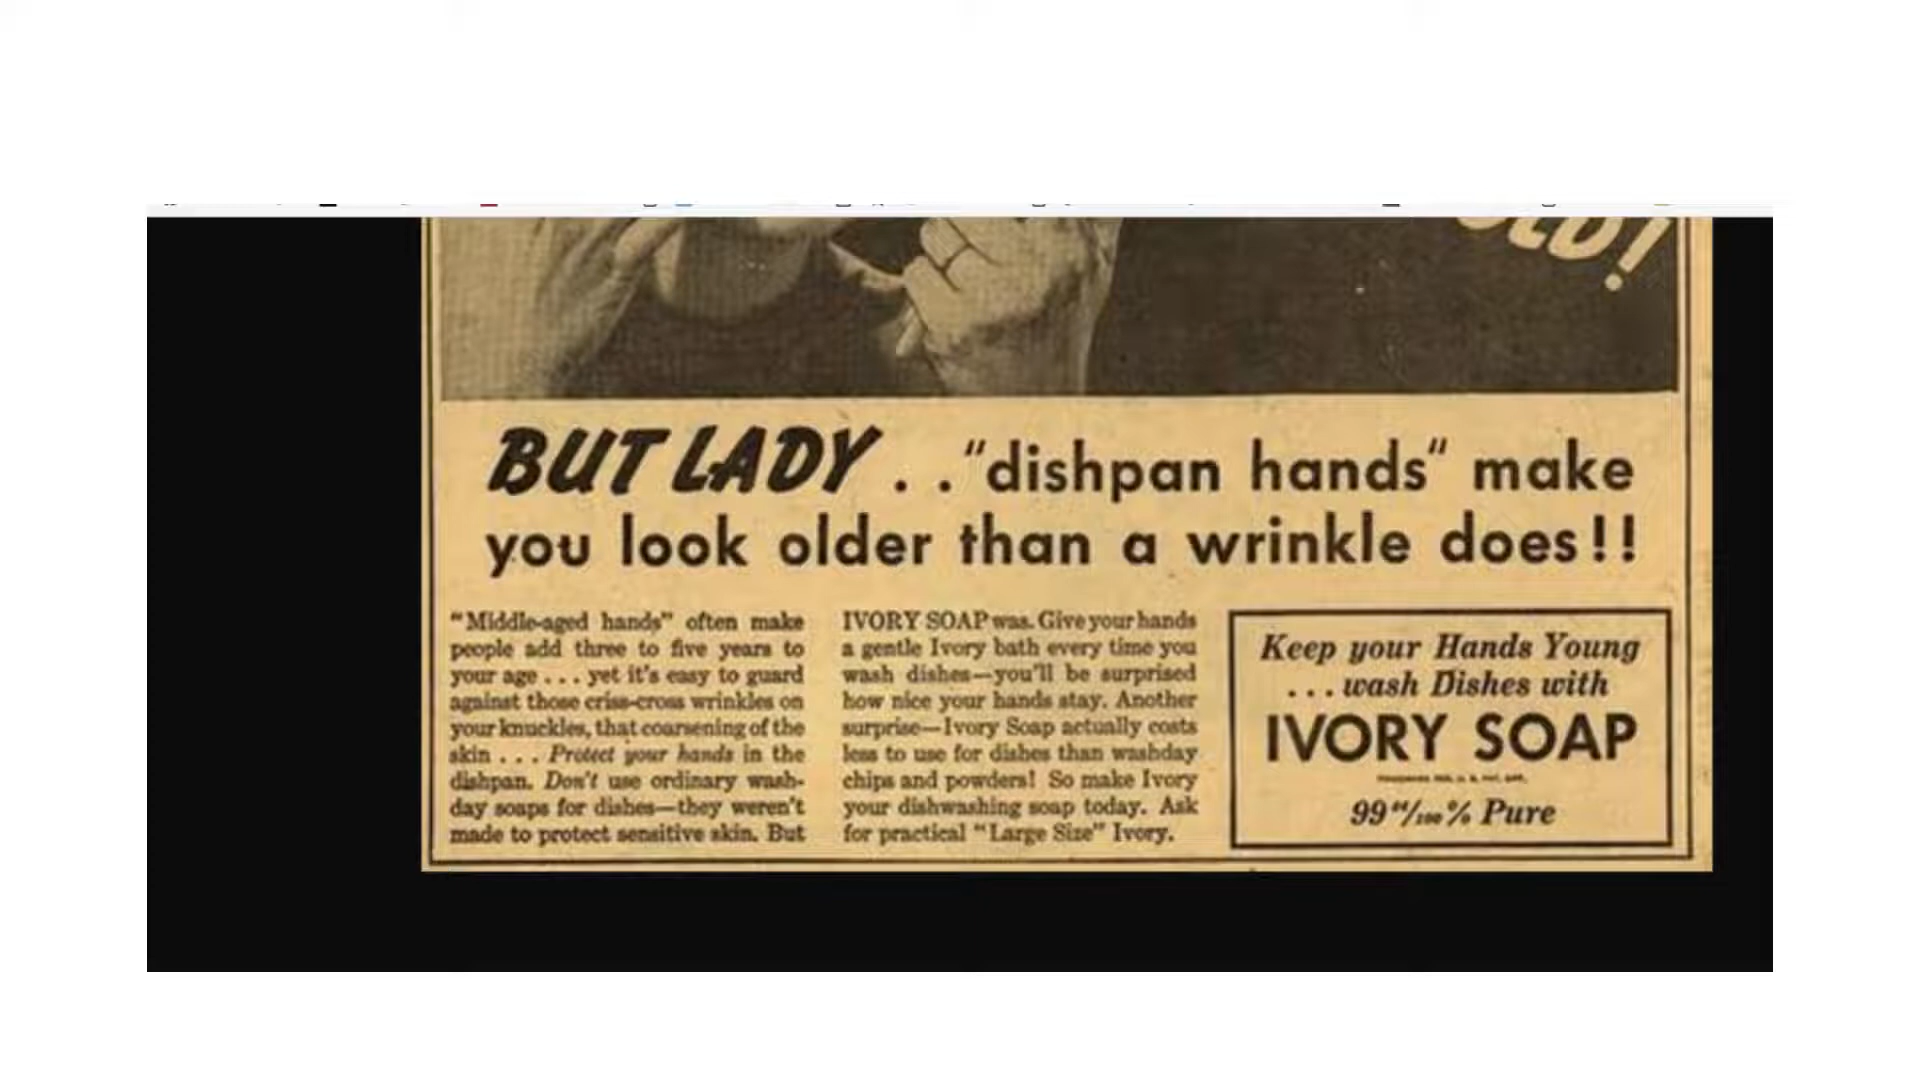 OLD!
BUT LADY . . "dishpan hands" make
you look older than a wrinkle does!!
"Middle-aged hands" often make
people add three to five years to
your age . . . yet it's easy to guard
against those criss-cross wrinkles on
your knuckles, that coarsening of the
skin . . . Protect your hands in the
dishpan. Don't use ordinary wash-
day soaps for dishes—they weren't
made to protect sensitive skin. But
IVORY SOAP was. Give your hands
a gentle Ivory bath every time you
wash dishes—you'll be surprised
how nice your hands stay. Another
surprise—Ivory Soap actually costs
less to use for dishes than washday
chips and powders! So make Ivory
your dishwashing soap today. Ask
for practical "Large Size" Ivory.
Keep your Hands Young
. . . wash Dishes with
IVORY SOAP
99 44/100 % Pure